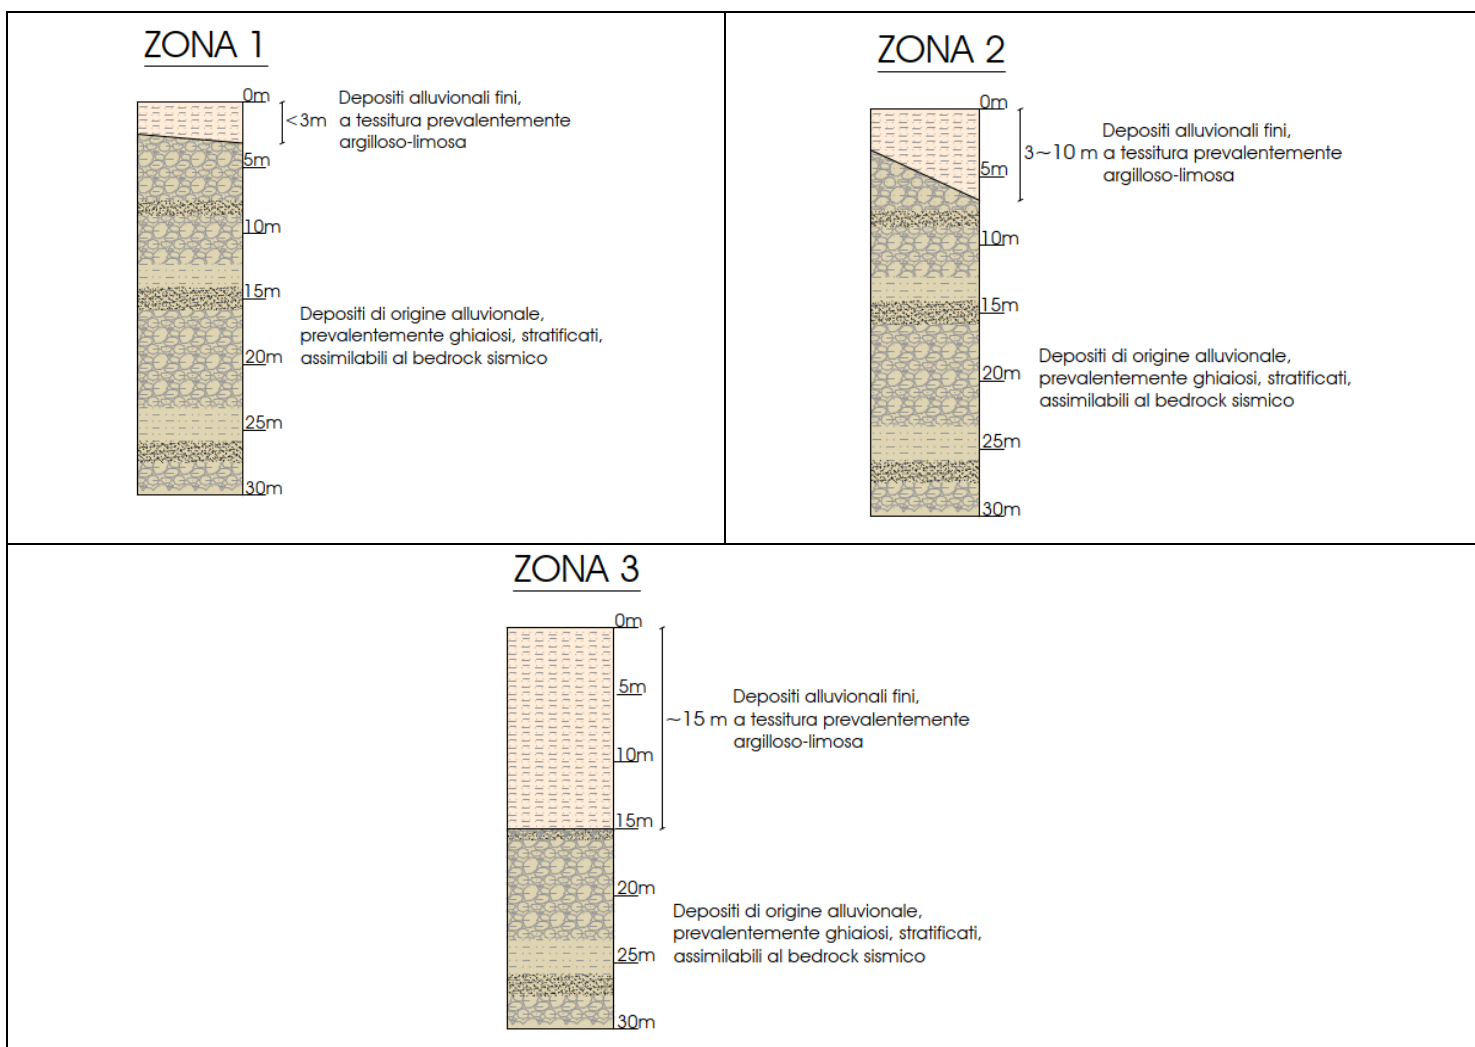 ZONA 1
0m
<3m
Depositi alluvionali fini,
a tessitura prevalentemente
argilloso-limosa
5m
10m
15m
Depositi di origine alluvionale,
prevalentemente ghiaiosi, stratificati,
assimilabili al bedrock sismico
20m
25m
30m
ZONA 2
0m
Depositi alluvionali fini,
3~10 m a tessitura prevalentemente
argilloso-limosa
5m
10m
15m
Depositi di origine alluvionale,
20m prevalentemente ghiaiosi, stratificati,
assimilabili al bedrock sismico
25m
30m
ZONA 3
0m
5m
Depositi alluvionali fini,
~15 m a tessitura prevalentemente
argilloso-limosa
10m
15m
20m
Depositi di origine alluvionale,
prevalentemente ghiaiosi, stratificati,
25m assimilabili al bedrock sismico
30m